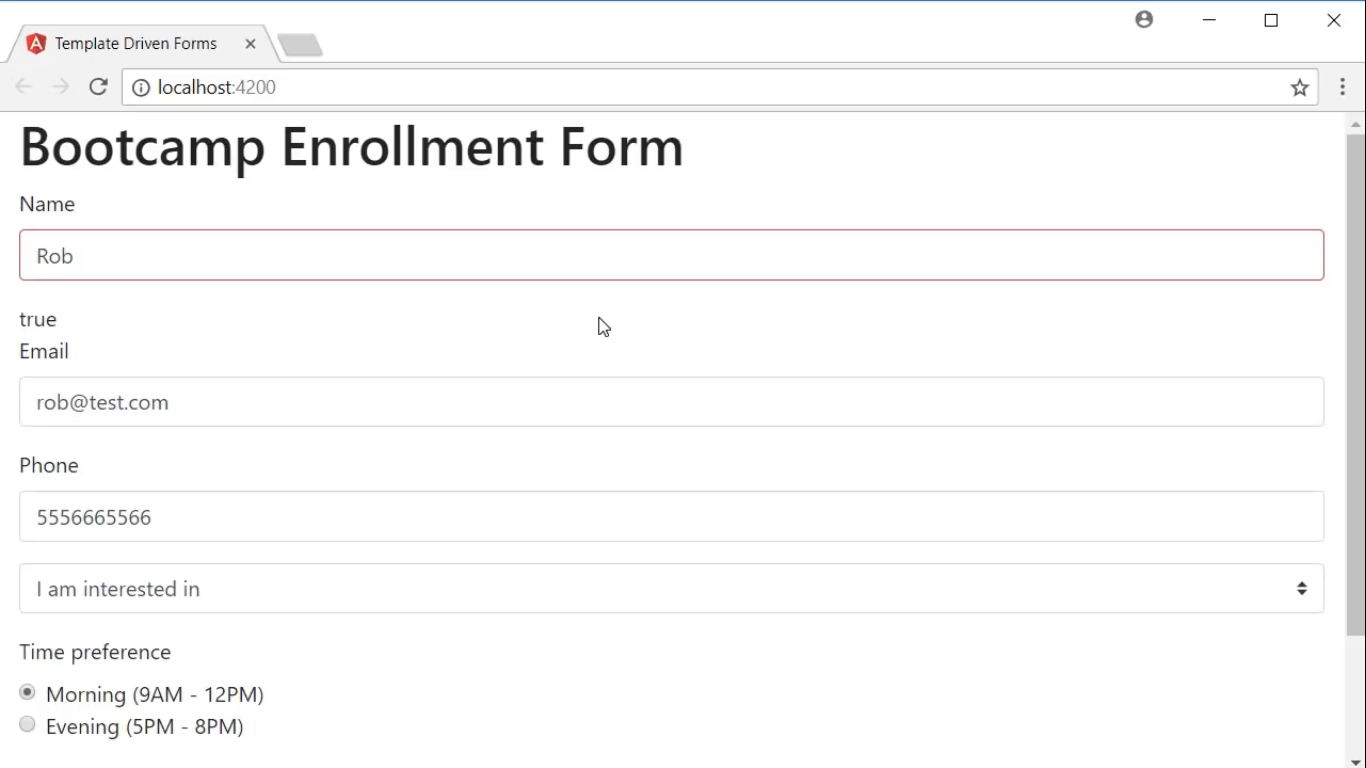 Template Driven Forms
localhost:4200
Bootcamp Enrollment Form
Name
Rob
true
Email
rob@test.com
Phone
5556665566
I am interested in
Time preference
Morning (9AM - 12PM)
Evening (5PM - 8PM)